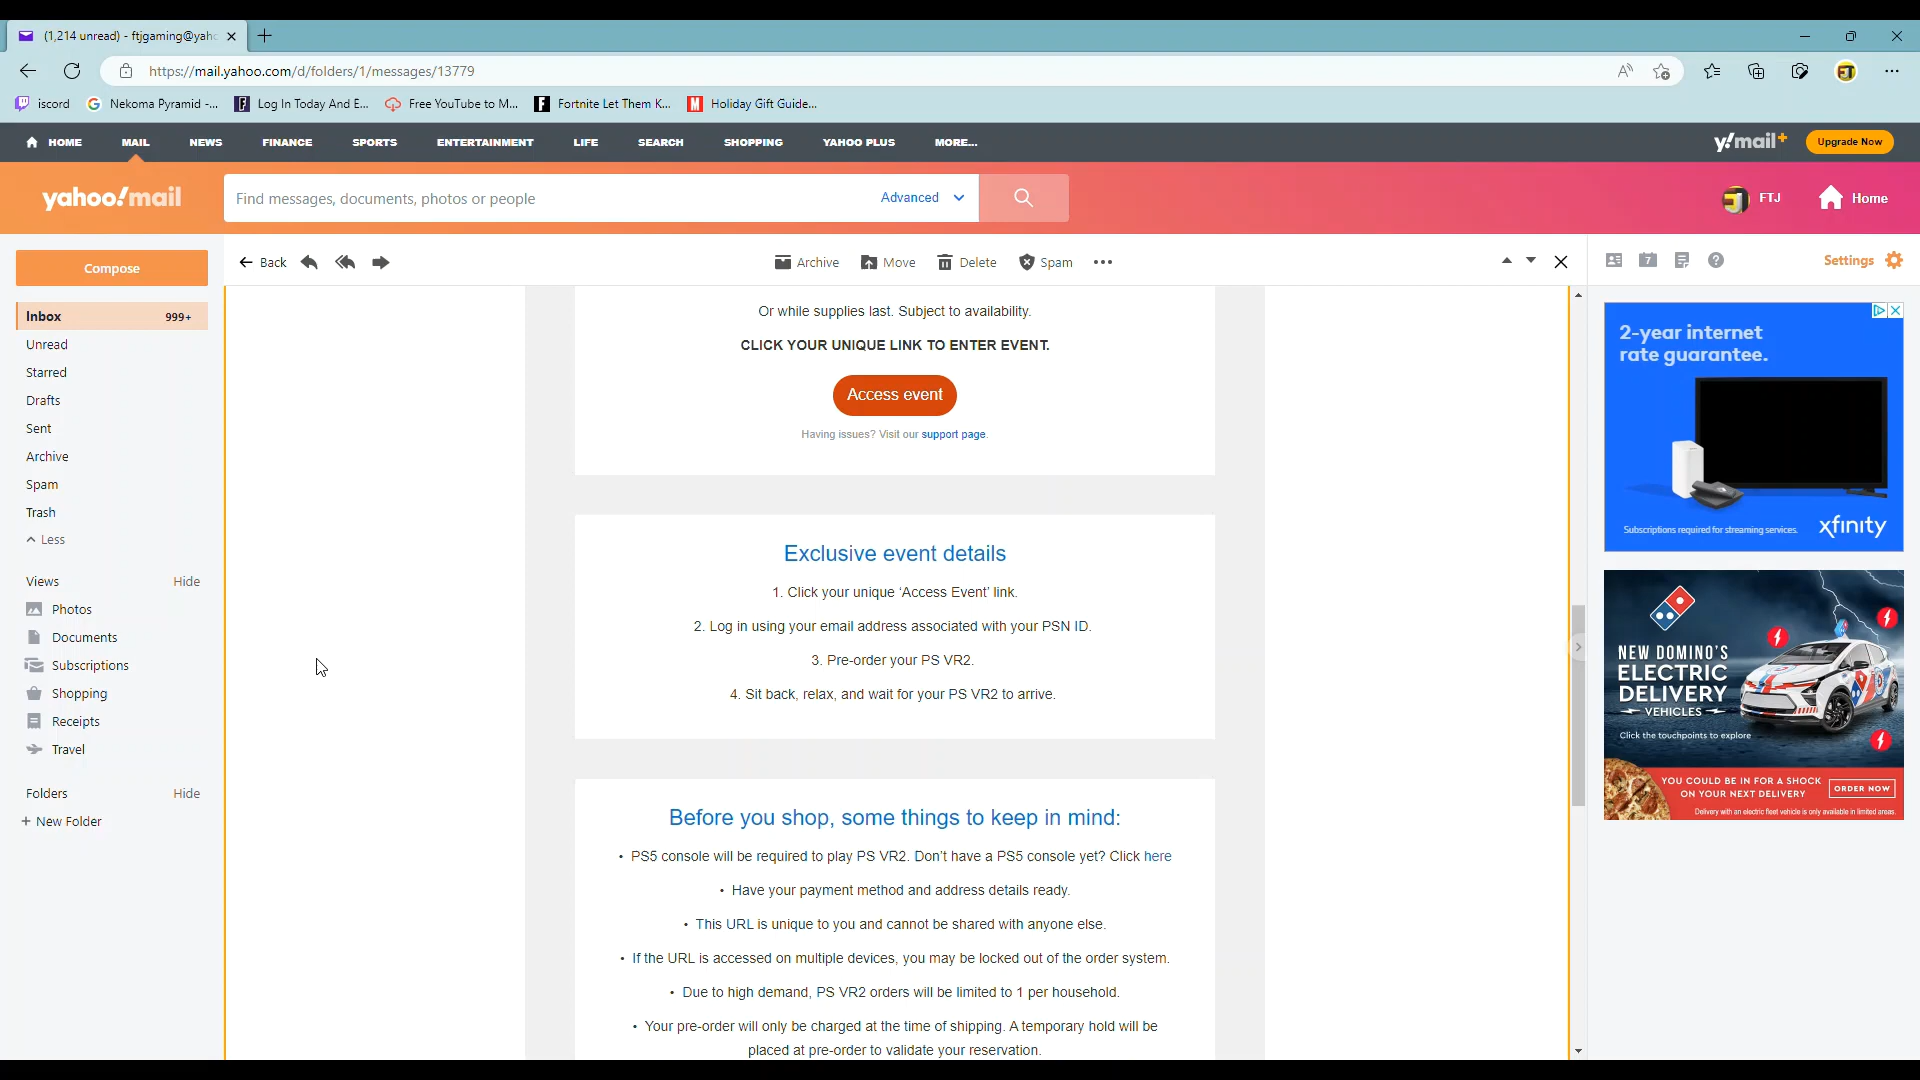 (1,214 unread) - ftjgaming@yah
https://mail.yahoo.com/d/folders/1/messages/13779
iscord
Nekoma Pyramid -...
Log In Today And E...
Free YouTube to M...
Fortnite Let Them K...
Holiday Gift Guide...
HOME
MAIL
NEWS
FINANCE
SPORTS
ENTERTAINMENT
LIFE
SEARCH
SHOPPING
YAHOO PLUS
MORE...
y!mail+
Upgrade Now
yahoo!mail
Find messages, documents, photos or people
Advanced
FTJ
Home
Compose
Back
Archive
Move
Delete
Spam
7
Settings
Inbox 999+
Unread
Starred
Drafts
Sent
Archive
Spam
Trash
Less
Views Hide
Photos
Documents
Subscriptions
Shopping
Receipts
Travel
Folders Hide
+ New Folder
Or while supplies last. Subject to availability.
CLICK YOUR UNIQUE LINK TO ENTER EVENT.
Access event
Having issues? Visit our support page.
Exclusive event details
1. Click your unique ‘Access Event’ link.
2. Log in using your email address associated with your PSN ID.
3. Pre-order your PS VR2.
4. Sit back, relax, and wait for your PS VR2 to arrive.
Before you shop, some things to keep in mind:
• PS5 console will be required to play PS VR2. Don't have a PS5 console yet? Click here
• Have your payment method and address details ready.
• This URL is unique to you and cannot be shared with anyone else.
• If the URL is accessed on multiple devices, you may be locked out of the order system.
• Due to high demand, PS VR2 orders will be limited to 1 per household.
• Your pre-order will only be charged at the time of shipping. A temporary hold will be
placed at pre-order to validate your reservation.
2-year internet
rate guarantee.
Subscriptions required for streaming services.
xfinity
NEW DOMINO'S
ELECTRIC
DELIVERY
VEHICLES
Click the touchpoints to explore
YOU COULD BE IN FOR A SHOCK
ON YOUR NEXT DELIVERY
ORDER NOW
Delivery with an electric fleet vehicle is only available in limited areas.